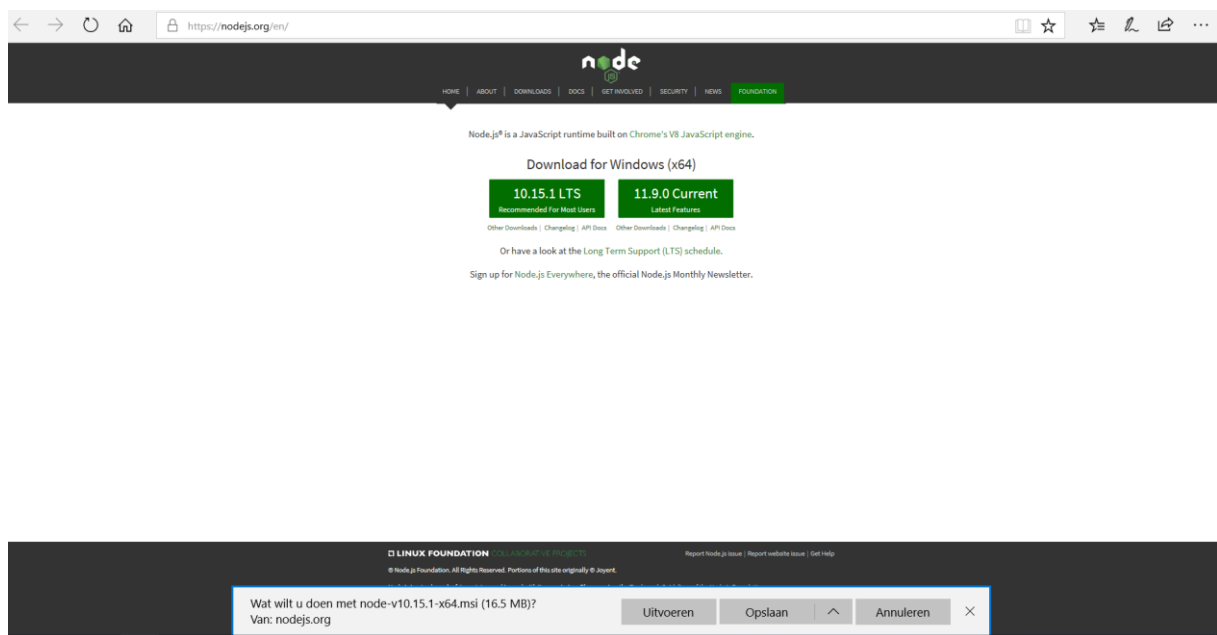 https://nodejs.org/en/
node
JS
HOME | ABOUT | DOWNLOADS | DOCS | GET INVOLVED | SECURITY | NEWS FOUNDATION
Node.js® is a JavaScript runtime built on Chrome's V8 JavaScript engine.
Download for Windows (x64)
10.15.1 LTS
Recommended For Most Users
11.9.0 Current
Latest Features
Other Downloads | Changelog | API Docs
Other Downloads | Changelog | API Docs
Or have a look at the Long Term Support (LTS) schedule.
Sign up for Node.js Everywhere, the official Node.js Monthly Newsletter.
LINUX FOUNDATION COLLABORATIVE PROJECTS
Report Node.js issue | Report website issue | Get Help
© Node.js Foundation. All Rights Reserved. Portions of this site originally © Joyent.
Wat wilt u doen met node-v10.15.1-x64.msi (16.5 MB)?
Van: nodejs.org
Uitvoeren
Opslaan
Annuleren